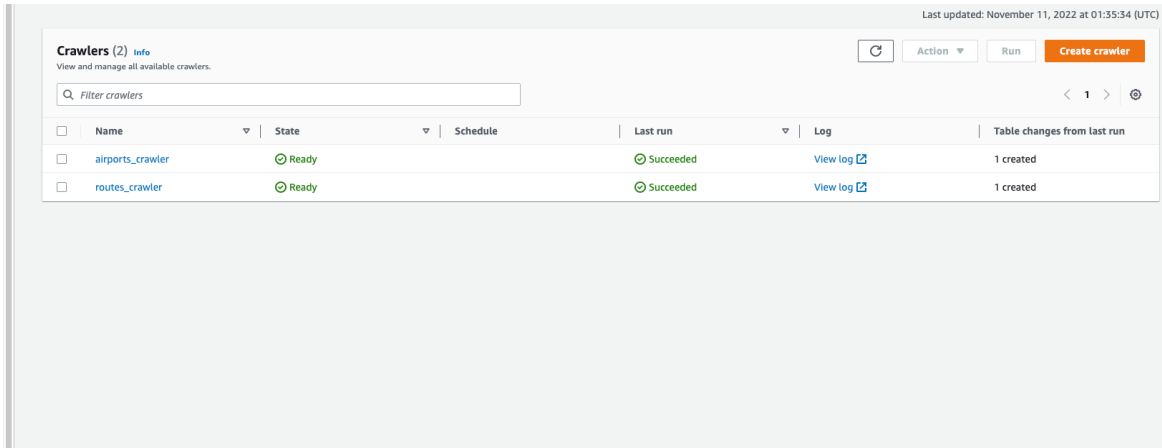 Last updated: November 11, 2022 at 01:35:34 (UTC)
Crawlers (2) Info
View and manage all available crawlers.
Action Run Create crawler
Filter crawlers
1
Name State Schedule Last run Log Table changes from last run
airports_crawler Ready Succeeded View log 1 created
routes_crawler Ready Succeeded View log 1 created